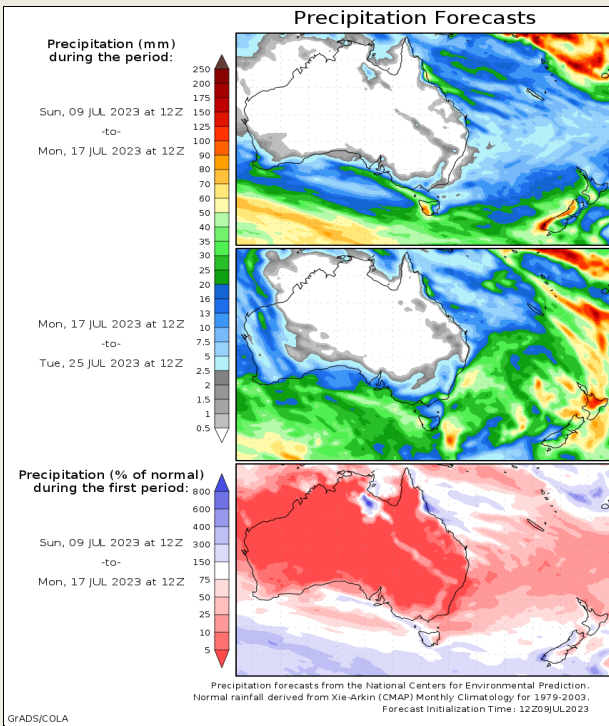 Precipitation Forecasts
Precipitation (mm)
during the period:
Sun, 09 JUL 2023 at 12Z
-to-
Mon, 17 JUL 2023 at 12Z
250
200
175
150
125
100
90
80
70
60
50
40
35
30
25
20
16
13
10
7.5
5
2.5
2
1.5
1
0.5
Mon, 17 JUL 2023 at 12Z
-to-
Tue, 25 JUL 2023 at 12Z
Precipitation (% of normal)
during the first period:
Sun, 09 JUL 2023 at 12Z
-to-
Mon, 17 JUL 2023 at 12Z
800
600
400
300
150
75
50
25
10
5
Precipitation forecasts from the National Centers for Environmental Prediction.
Normal rainfall derived from Xie-Arkin (CMAP) Monthly Climatology for 1979-2003.
Forecast Initialization Time: 12Z09JUL2023
GrADS/COLA